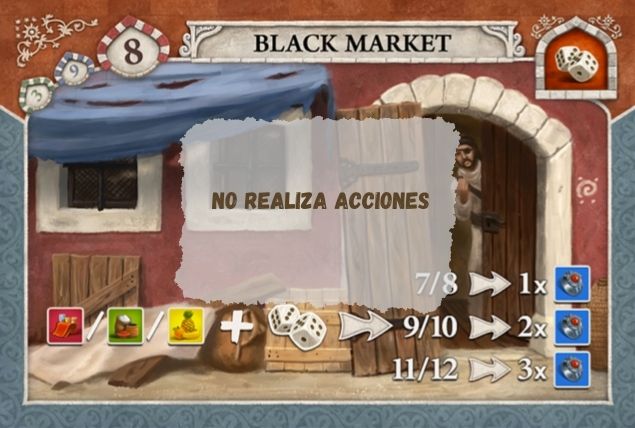 3
9
8
BLACK MARKET
NO REALIZA ACCIONES
7/8 1x
/ / + 9/10 2x
11/12 3x